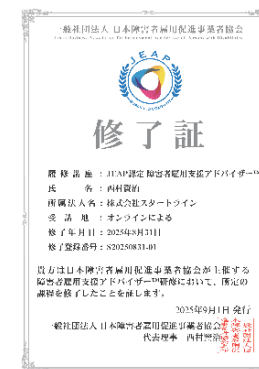 一般社団法人 日本障害者雇用促進事業者協会
JEAP
修了証
履修講座：JEAP認定 障害者雇用支援アドバイザー™
氏名：西村賢治
所属法人名：株式会社スタートライン
受講地：オンラインによる
修了年月日：2025年8月31日
修了登録番号：S20250831-01
貴方は日本障害者雇用促進事業者協会が主催する
障害者雇用支援アドバイザー™研修において、所定の
課程を修了したことを証します。
2025年9月1日 発行
一般社団法人 日本障害者雇用促進事業者協会
代表理事 西村賢治